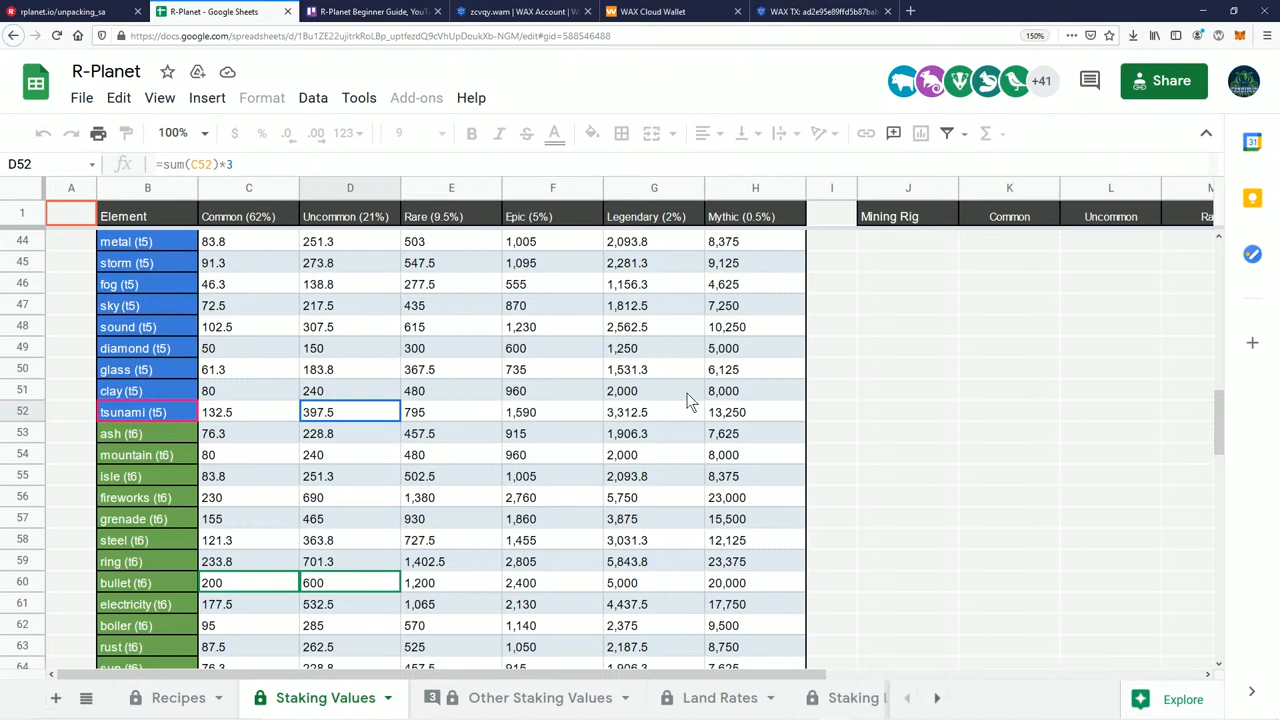 rplanet.io/unpacking_sa
R-Planet - Google Sheets
R-Planet Beginner Guide, YouT
zcvqy.wam | WAX Account | W
WAX Cloud Wallet
WAX TX: ad2e95e89ffd5b817bab
https://docs.google.com/spreadsheets/d/1Bu1ZE22ujitrkRoLBp_uptfezdQ9cVhUpDoukXb-NGM/edit#gid=588546488
150%
R-Planet
+41
Share
File Edit View Insert Format Data Tools Add-ons Help
100% $ % .0 .00 123 9 B I S A
D52 fx =sum(C52)*3
A B C D E F G H I J K L M
1 Element Common (62%) Uncommon (21%) Rare (9.5%) Epic (5%) Legendary (2%) Mythic (0.5%) Mining Rig Common Uncommon Ra
44 metal (t5) 83.8 251.3 503 1,005 2,093.8 8,375
45 storm (t5) 91.3 273.8 547.5 1,095 2,281.3 9,125
46 fog (t5) 46.3 138.8 277.5 555 1,156.3 4,625
47 sky (t5) 72.5 217.5 435 870 1,812.5 7,250
48 sound (t5) 102.5 307.5 615 1,230 2,562.5 10,250
49 diamond (t5) 50 150 300 600 1,250 5,000
50 glass (t5) 61.3 183.8 367.5 735 1,531.3 6,125
51 clay (t5) 80 240 480 960 2,000 8,000
52 tsunami (t5) 132.5 397.5 795 1,590 3,312.5 13,250
53 ash (t6) 76.3 228.8 457.5 915 1,906.3 7,625
54 mountain (t6) 80 240 480 960 2,000 8,000
55 isle (t6) 83.8 251.3 502.5 1,005 2,093.8 8,375
56 fireworks (t6) 230 690 1,380 2,760 5,750 23,000
57 grenade (t6) 155 465 930 1,860 3,875 15,500
58 steel (t6) 121.3 363.8 727.5 1,455 3,031.3 12,125
59 ring (t6) 233.8 701.3 1,402.5 2,805 5,843.8 23,375
60 bullet (t6) 200 600 1,200 2,400 5,000 20,000
61 electricity (t6) 177.5 532.5 1,065 2,130 4,437.5 17,750
62 boiler (t6) 95 285 570 1,140 2,375 9,500
63 rust (t6) 87.5 262.5 525 1,050 2,187.5 8,750
64 sun (t6) 76.3 228.8 457.5 915 1,906.3 7,625
Recipes Staking Values 3 Other Staking Values Land Rates Staking L Explore